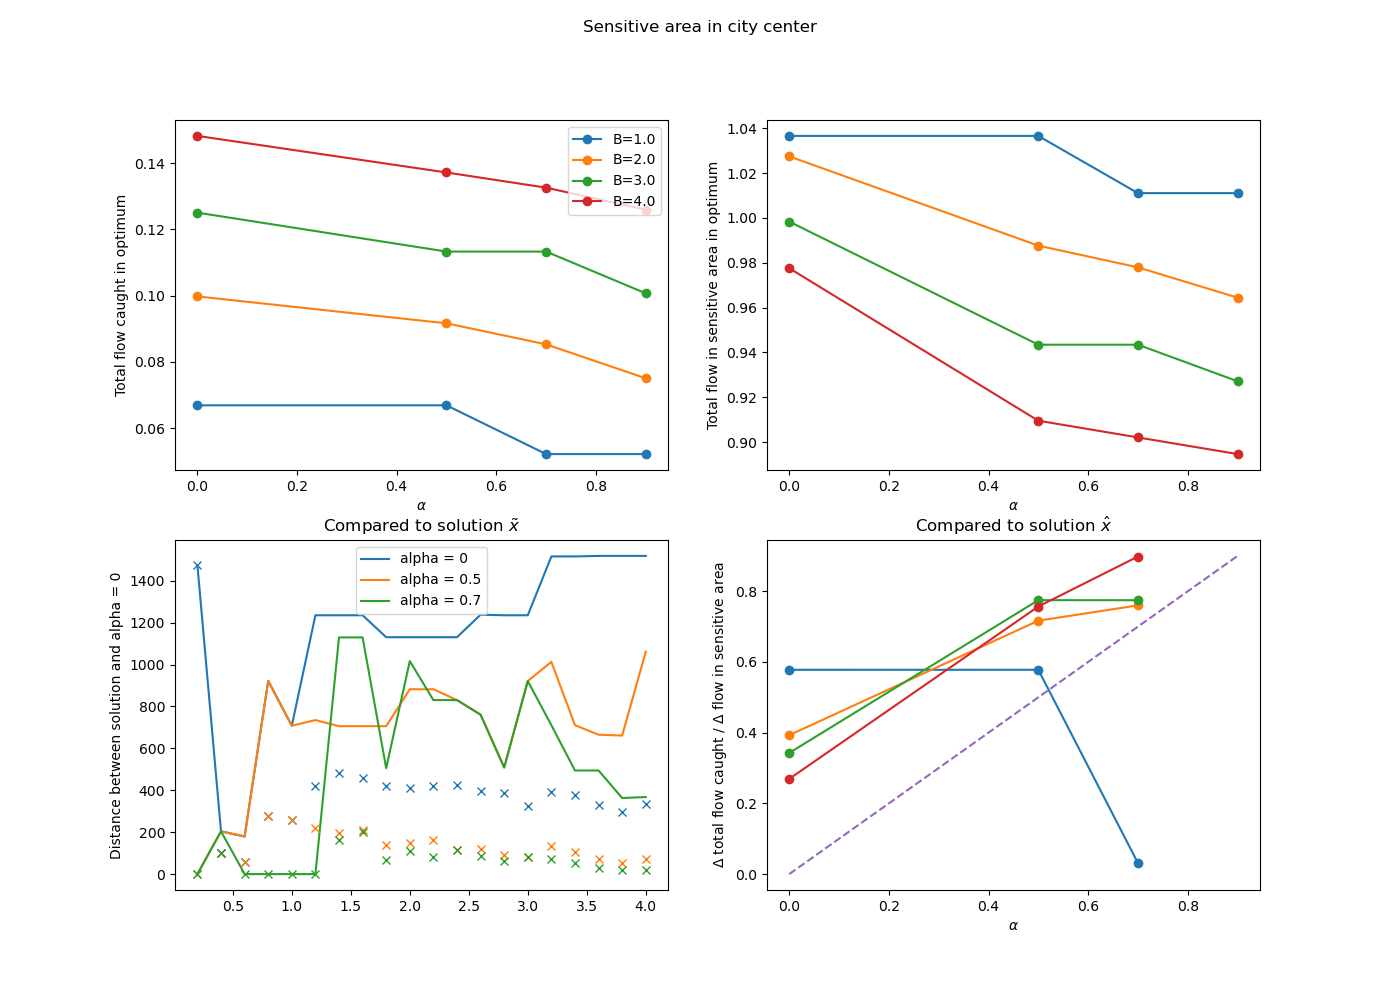 Sensitive area in city center
Total flow caught in optimum
0.14
0.12
0.10
0.08
0.06
B=1.0
B=2.0
B=3.0
B=4.0
0.0 0.2 0.4 0.6 0.8
α
Total flow in sensitive area in optimum
1.04
1.02
1.00
0.98
0.96
0.94
0.92
0.90
0.0 0.2 0.4 0.6 0.8
α
Compared to solution x̃
Distance between solution and alpha = 0
1400
1200
1000
800
600
400
200
0
alpha = 0
alpha = 0.5
alpha = 0.7
0.5 1.0 1.5 2.0 2.5 3.0 3.5 4.0
Compared to solution x̂
Δ total flow caught / Δ flow in sensitive area
0.8
0.6
0.4
0.2
0.0
0.0 0.2 0.4 0.6 0.8
α